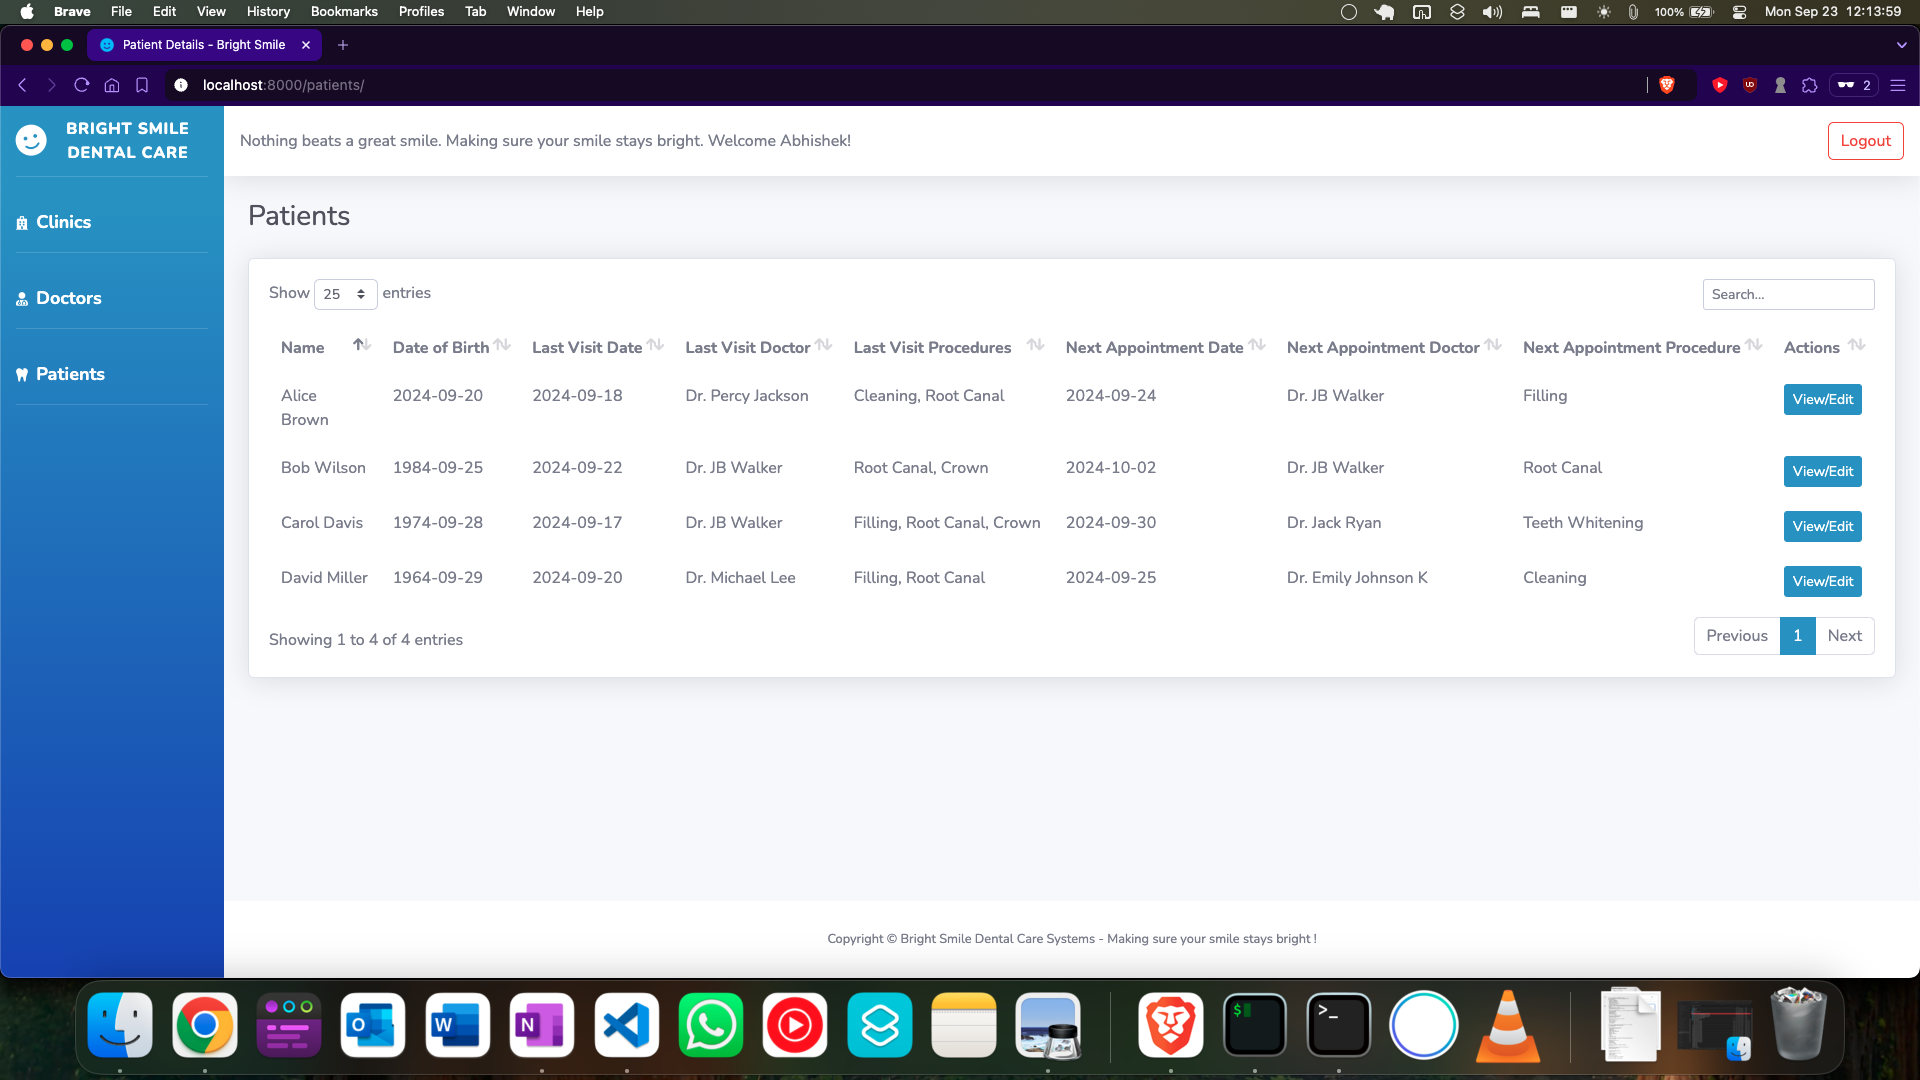 Brave File Edit View History Bookmarks Profiles Tab Window Help 100% Mon Sep 23 12:13:59
Patient Details - Bright Smile
localhost:8000/patients/ 2
BRIGHT SMILE
DENTAL CARE
Nothing beats a great smile. Making sure your smile stays bright. Welcome Abhishek! Logout
Clinics
Doctors
Patients
Patients
Show 25 entries Search...
Name Date of Birth Last Visit Date Last Visit Doctor Last Visit Procedures Next Appointment Date Next Appointment Doctor Next Appointment Procedure Actions
Alice Brown 2024-09-20 2024-09-18 Dr. Percy Jackson Cleaning, Root Canal 2024-09-24 Dr. JB Walker Filling View/Edit
Bob Wilson 1984-09-25 2024-09-22 Dr. JB Walker Root Canal, Crown 2024-10-02 Dr. JB Walker Root Canal View/Edit
Carol Davis 1974-09-28 2024-09-17 Dr. JB Walker Filling, Root Canal, Crown 2024-09-30 Dr. Jack Ryan Teeth Whitening View/Edit
David Miller 1964-09-29 2024-09-20 Dr. Michael Lee Filling, Root Canal 2024-09-25 Dr. Emily Johnson K Cleaning View/Edit
Showing 1 to 4 of 4 entries Previous 1 Next
Copyright © Bright Smile Dental Care Systems - Making sure your smile stays bright !
O W N $ >_